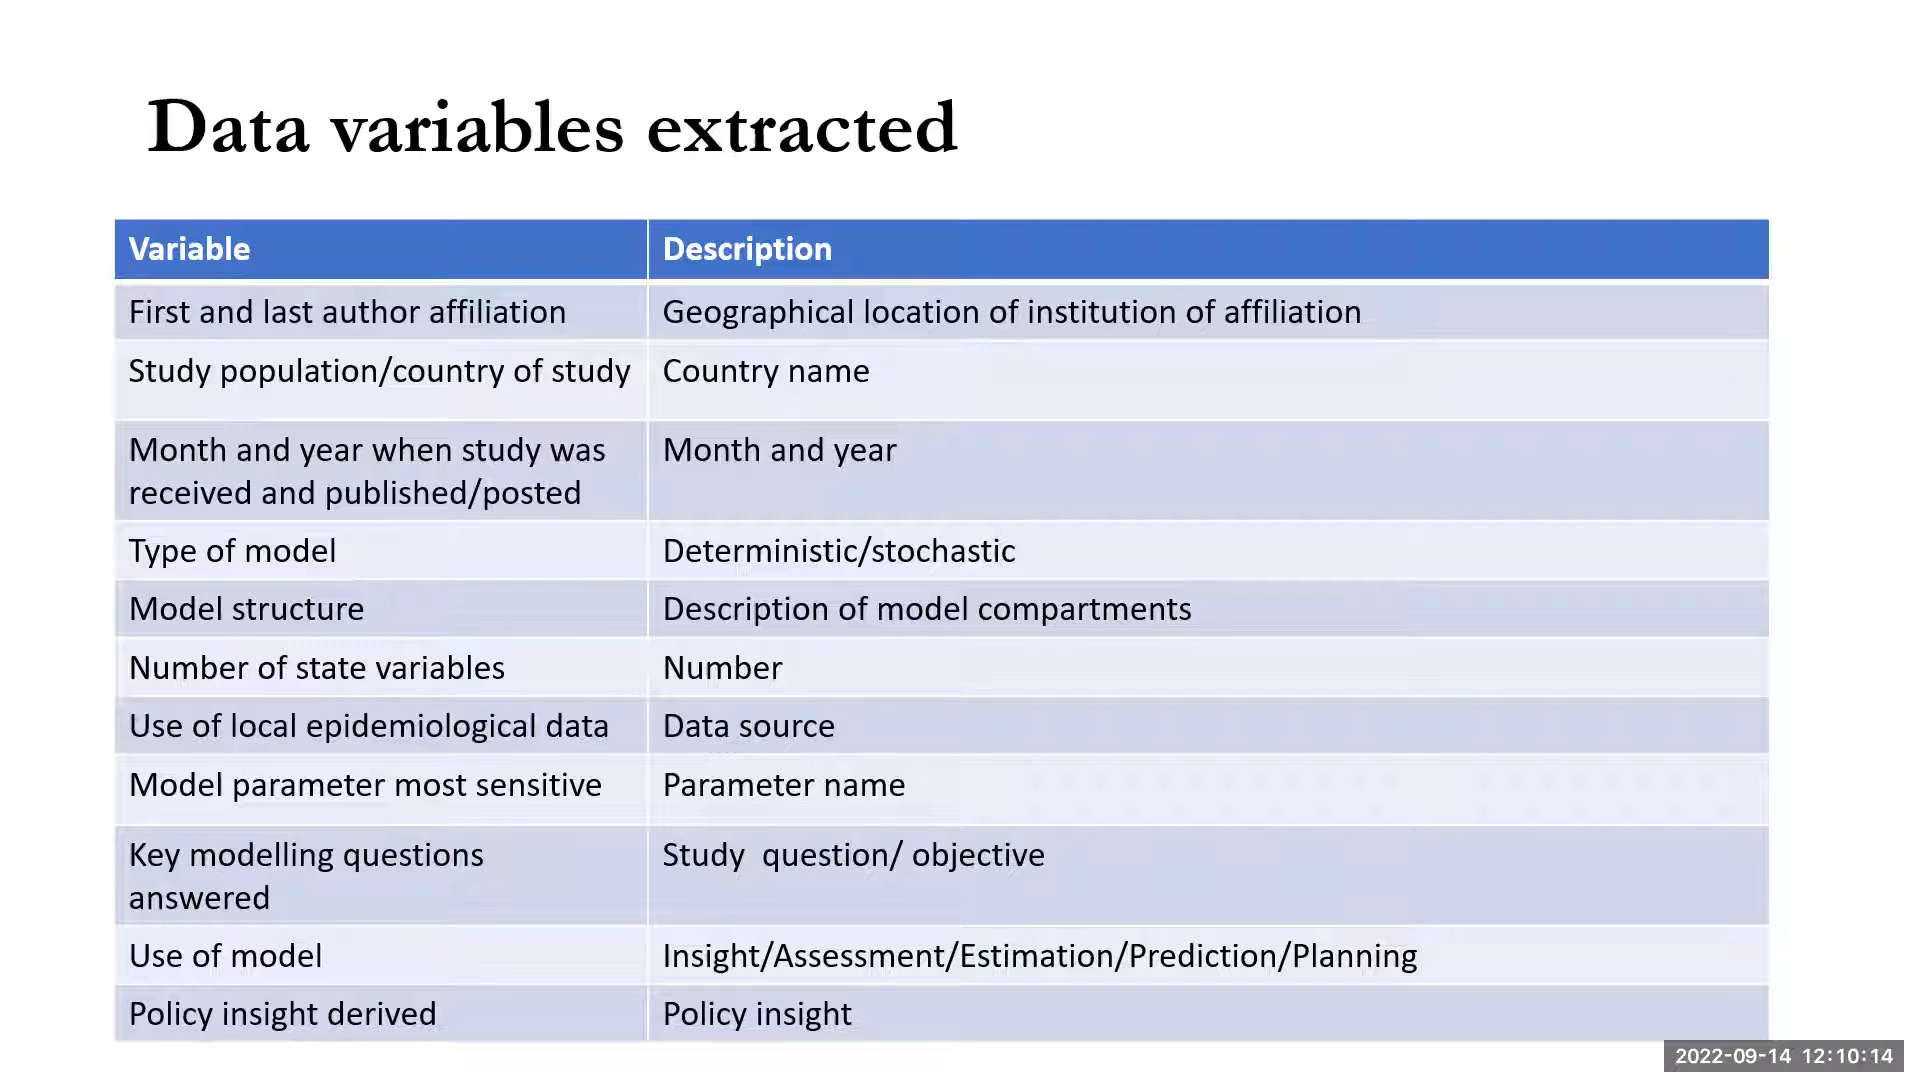 Data variables extracted
Variable Description
First and last author affiliation Geographical location of institution of affiliation
Study population/country of study Country name
Month and year when study was Month and year
received and published/posted
Type of model Deterministic/stochastic
Model structure Description of model compartments
Number of state variables Number
Use of local epidemiological data Data source
Model parameter most sensitive Parameter name
Key modelling questions Study  question/ objective
answered
Use of model Insight/Assessment/Estimation/Prediction/Planning
Policy insight derived Policy insight
2022-09-14 12:10:14